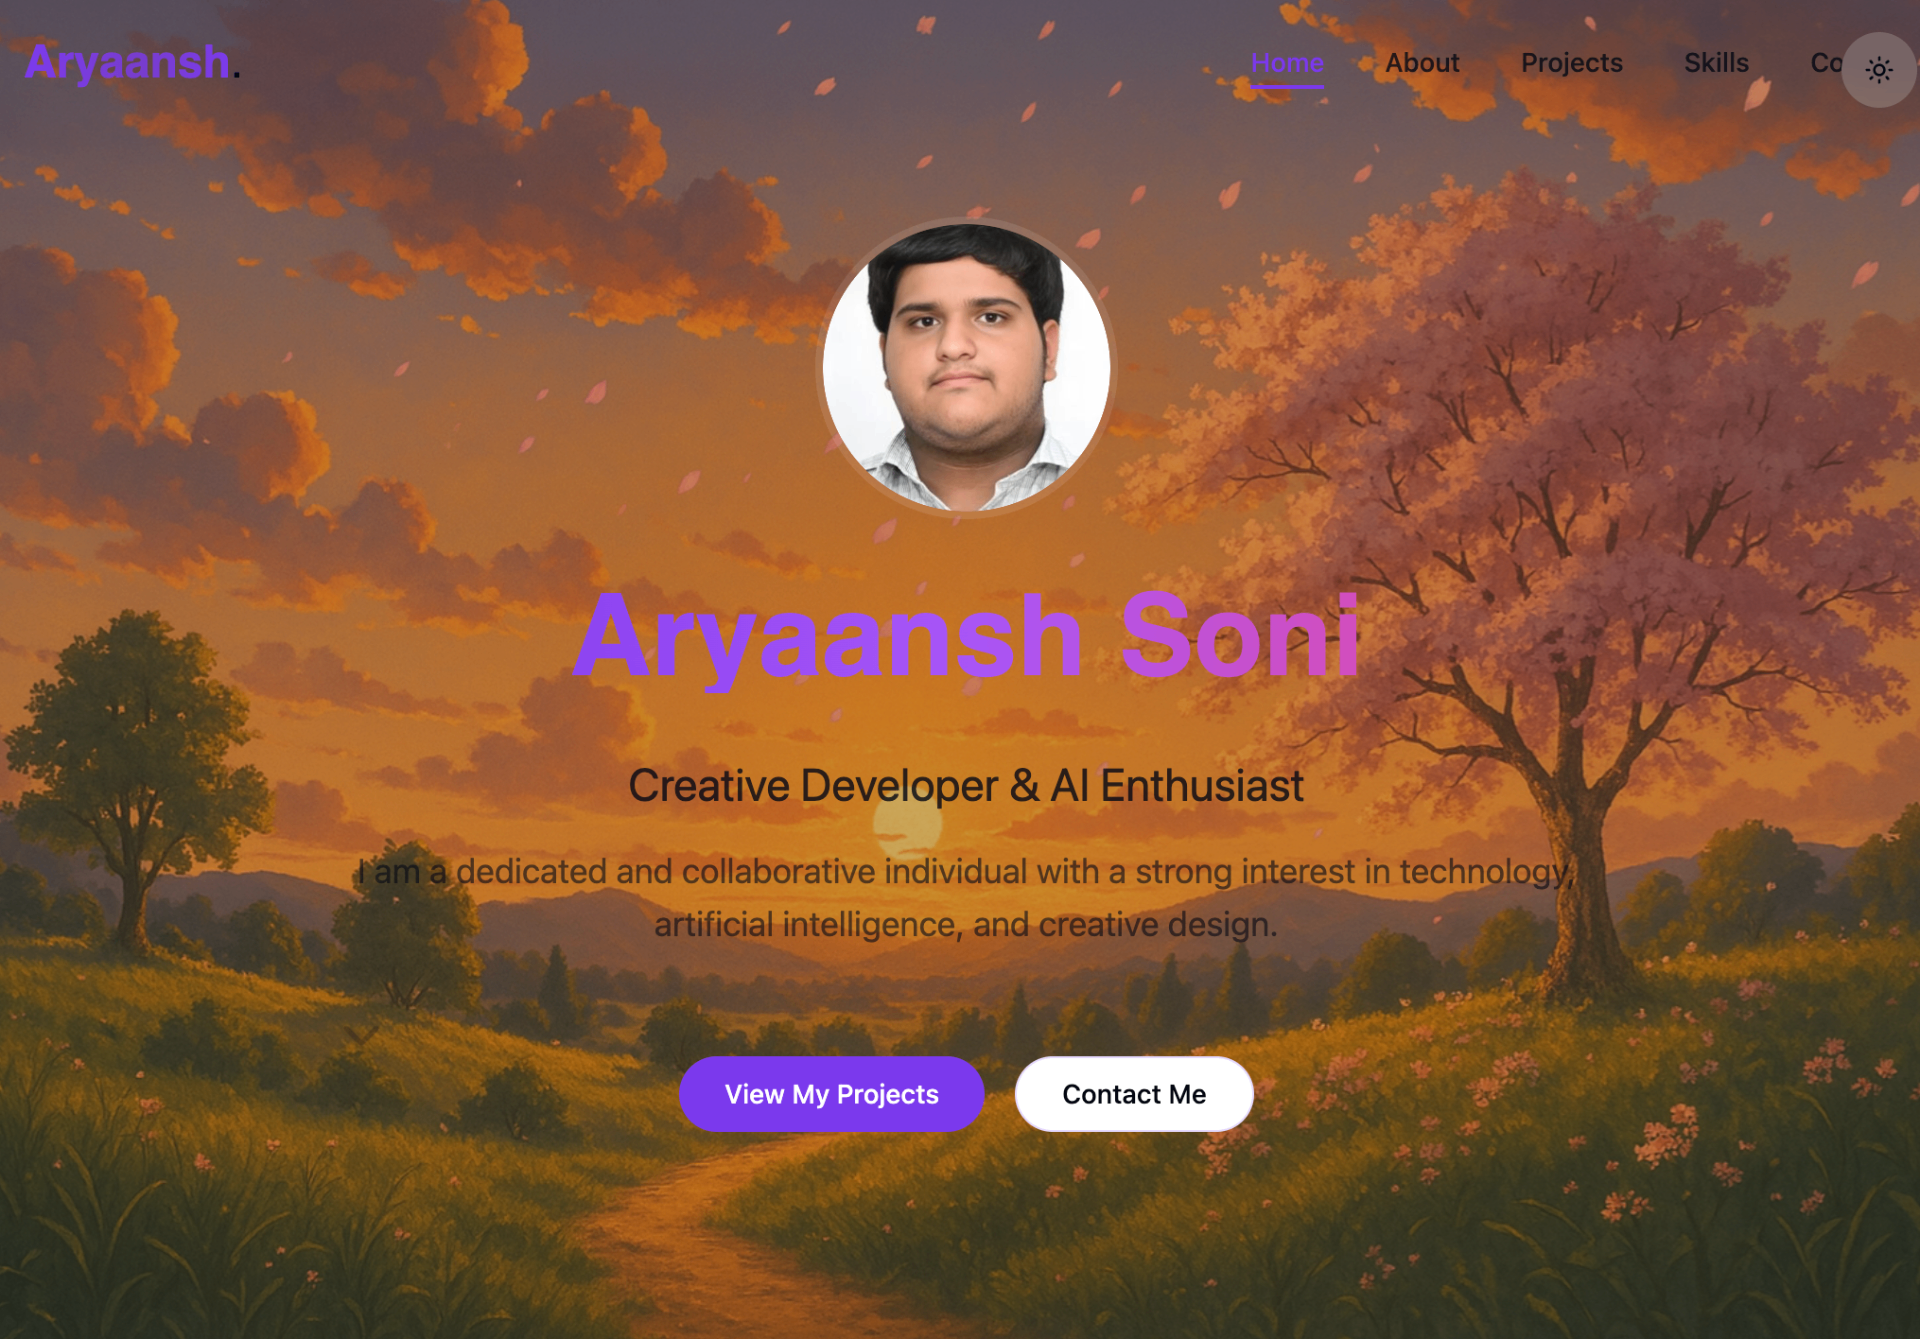 Aryaansh.
Home About Projects Skills Co
Aryaansh Soni
Creative Developer & AI Enthusiast
I am a dedicated and collaborative individual with a strong interest in technology,
artificial intelligence, and creative design.
View My Projects Contact Me